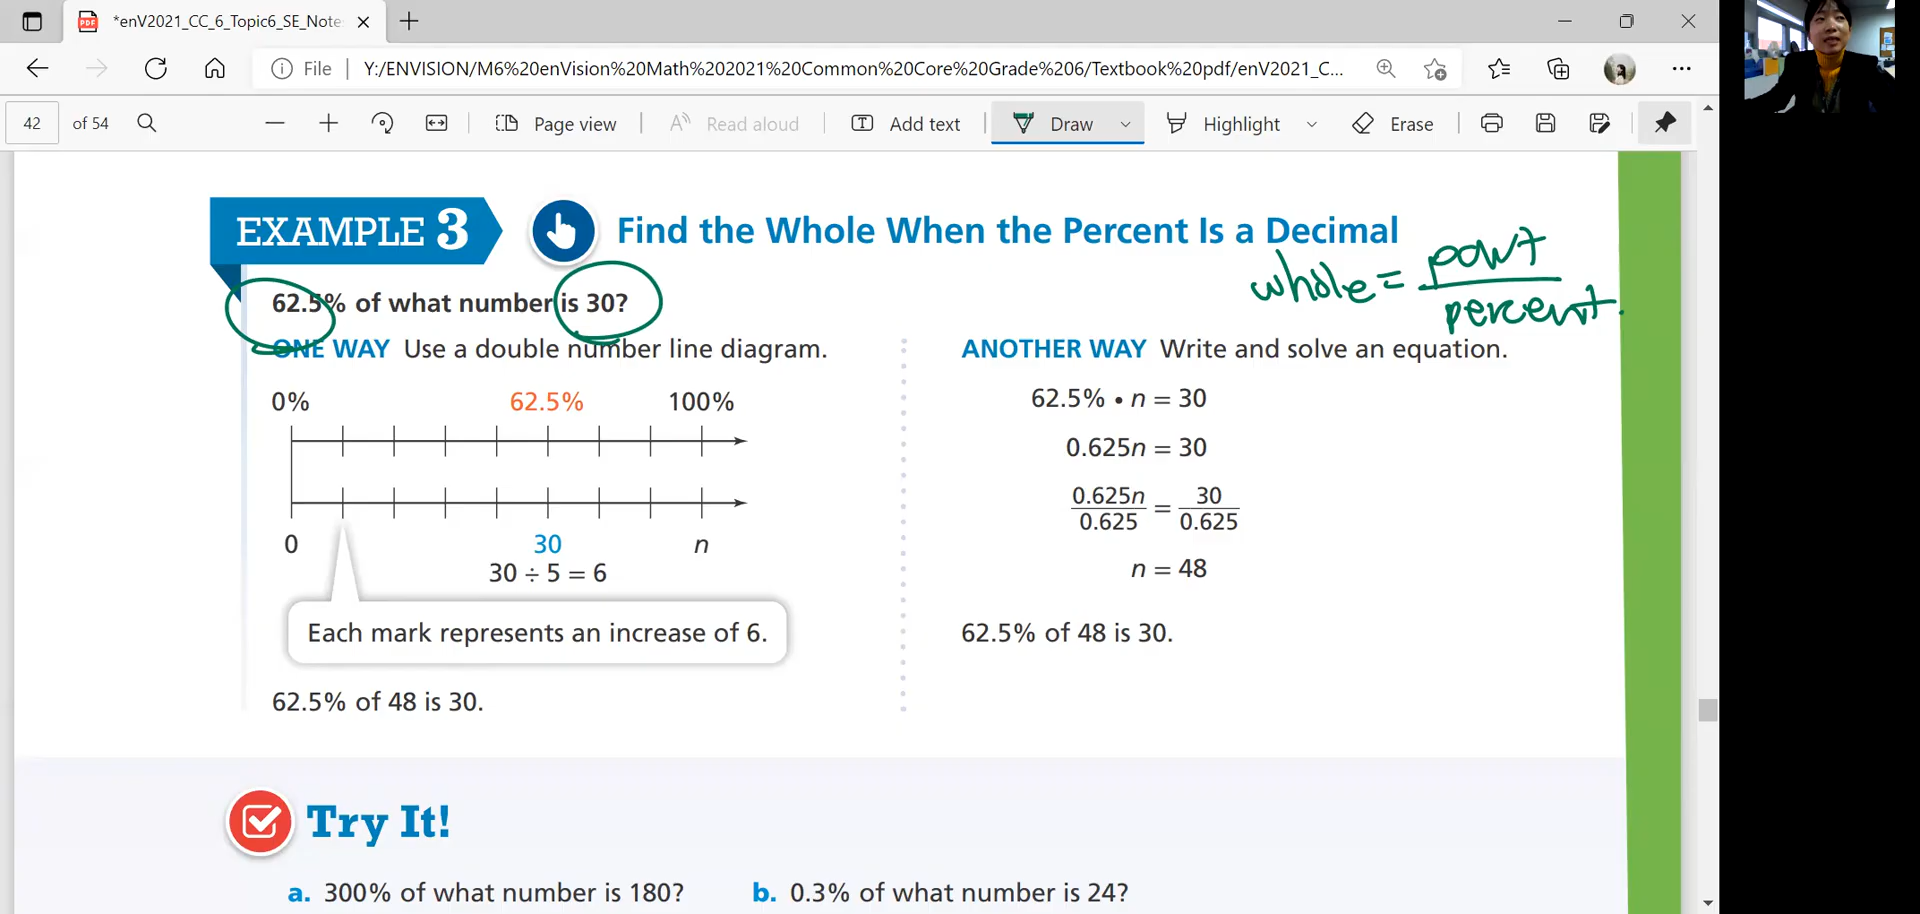 *enV2021_CC_6_Topic6_SE_Note
File
Y:/ENVISION/M6%20enVision%20Math%202021%20Common%20Core%20Grade%206/Textbook%20pdf/enV2021_C...
42 of 54
Page view
Read aloud
Add text
Draw
Highlight
Erase
EXAMPLE 3
Find the Whole When the Percent Is a Decimal
whole = part / percent.
62.5% of what number is 30?
ONE WAY Use a double number line diagram.
0% 62.5% 100%
0 30 n
30 ÷ 5 = 6
Each mark represents an increase of 6.
62.5% of 48 is 30.
ANOTHER WAY Write and solve an equation.
62.5% • n = 30
0.625n = 30
0.625n / 0.625 = 30 / 0.625
n = 48
62.5% of 48 is 30.
Try It!
a. 300% of what number is 180?
b. 0.3% of what number is 24?